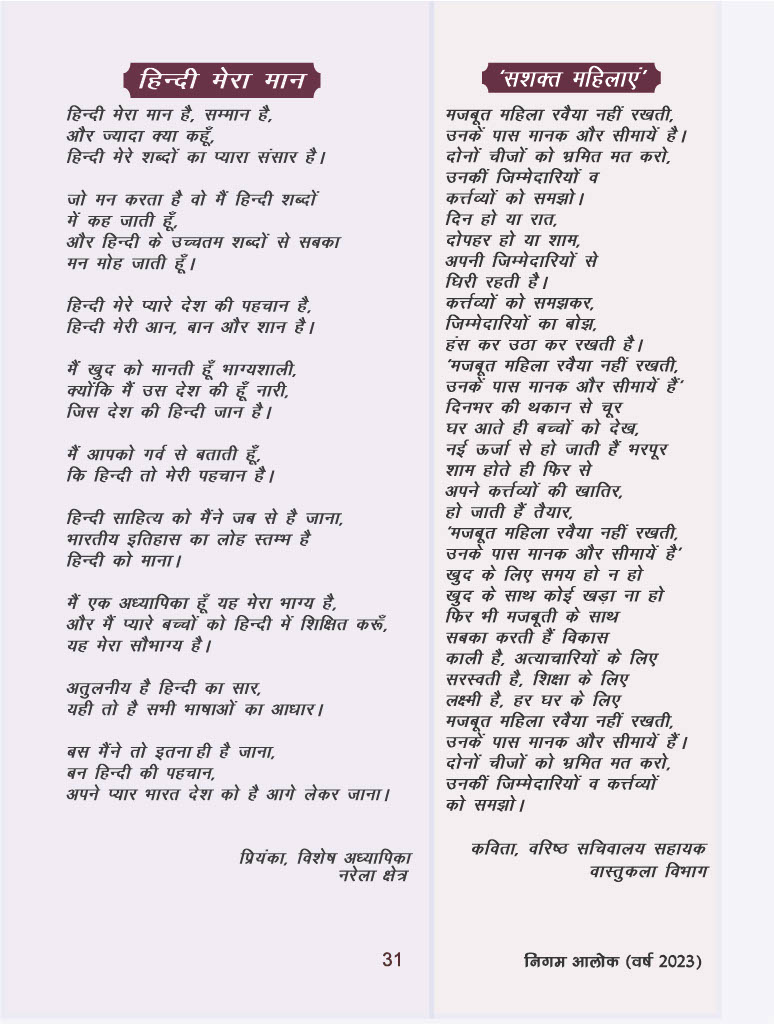 हिन्दी मेरा मान
हिन्दी मेरा मान है, सम्मान है,
और ज्यादा क्या कहूँ,
हिन्दी मेरे शब्दों का प्यारा संसार है।
जो मन करता है वो मैं हिन्दी शब्दों
में कह जाती हूँ,
और हिन्दी के उच्चतम शब्दों से सबका
मन मोह जाती हूँ।
हिन्दी मेरे प्यारे देश की पहचान है,
हिन्दी मेरी आन, बान और शान है।
मैं खुद को मानती हूँ भाग्यशाली,
क्योंकि मैं उस देश की हूँ नारी,
जिस देश की हिन्दी जान है।
मैं आपको गर्व से बताती हूँ,
कि हिन्दी तो मेरी पहचान है।
हिन्दी साहित्य को मैंने जब से है जाना,
भारतीय इतिहास का लोह स्तम्भ है
हिन्दी को माना।
मैं एक अध्यापिका हूँ यह मेरा भाग्य है,
और मैं प्यारे बच्चों को हिन्दी में शिक्षित करूँ,
यह मेरा सौभाग्य है।
अतुलनीय है हिन्दी का सार,
यही तो है सभी भाषाओं का आधार।
बस मैंने तो इतना ही है जाना,
बन हिन्दी की पहचान,
अपने प्यार भारत देश को है आगे लेकर जाना।
प्रियंका, विशेष अध्यापिका
नरेला क्षेत्र
'सशक्त महिलाएं'
मजबूत महिला रवैया नहीं रखती,
उनकें पास मानक और सीमायें है।
दोनों चीजों को भ्रमित मत करो,
उनकीं जिम्मेदारियों व
कर्त्तव्यों को समझो।
दिन हो या रात,
दोपहर हो या शाम,
अपनी जिम्मेदारियों से
घिरी रहती है।
कर्त्तव्यों को समझकर,
जिम्मेदारियों का बोझ,
हंस कर उठा कर रखती है।
'मजबूत महिला रवैया नहीं रखती,
उनकें पास मानक और सीमायें हैं'
दिनभर की थकान से चूर
घर आते ही बच्चों को देख,
नई ऊर्जा से हो जाती हैं भरपूर
शाम होते ही फिर से
अपने कर्त्तव्यों की खातिर,
हो जाती हैं तैयार,
'मजबूत महिला रवैया नहीं रखती,
उनके पास मानक और सीमायें है'
खुद के लिए समय हो न हो
खुद के साथ कोई खड़ा ना हो
फिर भी मजबूती के साथ
सबका करती हैं विकास
काली है, अत्याचारियों के लिए
सरस्वती है, शिक्षा के लिए
लक्ष्मी है, हर घर के लिए
मजबूत महिला रवैया नहीं रखती,
उनकें पास मानक और सीमायें हैं।
दोनों चीजों को भ्रमित मत करो,
उनकीं जिम्मेदारियों व कर्त्तव्यों
को समझो।
कविता, वरिष्ठ सचिवालय सहायक
वास्तुकला विभाग
31
निगम आलोक (वर्ष 2023)